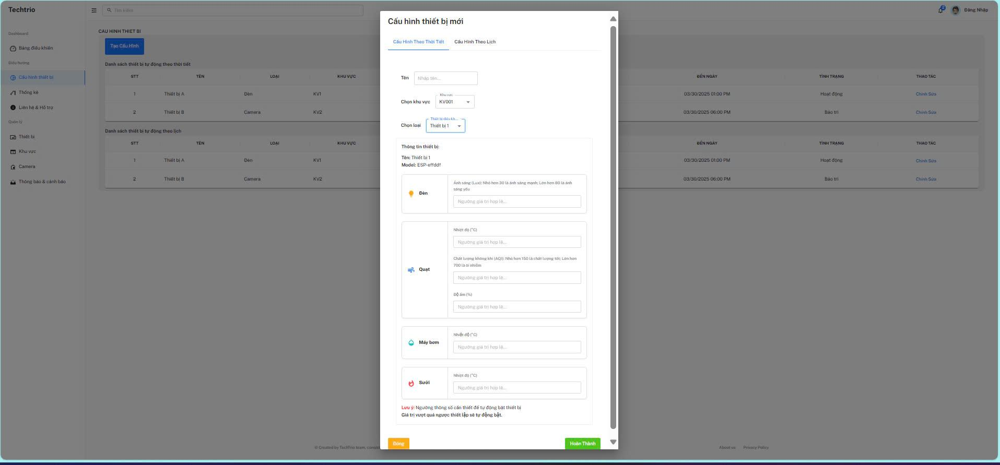 Techtrio
Tìm kiếm
2
Đăng Nhập
Dashboard
Bảng điều khiển
Điều hướng
Cấu hình thiết bị
Thống kê
Liên hệ & Hỗ trợ
Quản lý
Thiết bị
Khu vực
Camera
Thông báo & cảnh báo
CẤU HÌNH THIẾT BỊ
Tạo Cấu Hình
Danh sách thiết bị tự động theo thời tiết
STT TÊN LOẠI KHU VỰC ĐẾN NGÀY TÌNH TRẠNG THAO TÁC
1 Thiết bị A Đèn KV1 03/30/2025 01:00 PM Hoạt động Chỉnh Sửa
2 Thiết bị B Camera KV2 03/30/2025 06:00 PM Bảo trì Chỉnh Sửa
Danh sách thiết bị tự động theo lịch
STT TÊN LOẠI KHU VỰC ĐẾN NGÀY TÌNH TRẠNG THAO TÁC
1 Thiết bị A Đèn KV1 03/30/2025 01:00 PM Hoạt động Chỉnh Sửa
2 Thiết bị B Camera KV2 03/30/2025 06:00 PM Bảo trì Chỉnh Sửa
Cấu hình thiết bị mới
Cấu Hình Theo Thời Tiết Cấu Hình Theo Lịch
Tên Nhập tên...
Khu vực
Chọn khu vực KV001
Thiết bị điều kh...
Chọn loại Thiết bị 1
Thông tin thiết bị:
Tên: Thiết bị 1
Model: ESP-effddf
Đèn
Ánh sáng (Lux): Nhỏ hơn 30 là ánh sáng mạnh; Lớn hơn 80 là ánh
sáng yếu
Ngưỡng giá trị hợp lệ...
Quạt
Nhiệt độ (°C)
Ngưỡng giá trị hợp lệ...
Chất lượng không khí (AQI): Nhỏ hơn 150 là chất lượng tốt; Lớn hơn
700 là ôi nhiễm
Ngưỡng giá trị hợp lệ...
Độ ẩm (%)
Ngưỡng giá trị hợp lệ...
Máy bơm
Nhiệt độ (°C)
Ngưỡng giá trị hợp lệ...
Sưởi
Nhiệt độ (°C)
Ngưỡng giá trị hợp lệ...
Lưu ý: Ngưỡng thông số cần thiết để tự động bật thiết bị
Giá trị vượt quá ngược thiết lập sẽ tự động bật.
Đóng Hoàn Thành
© Created by TechTrio team, consist
About us Privacy Policy